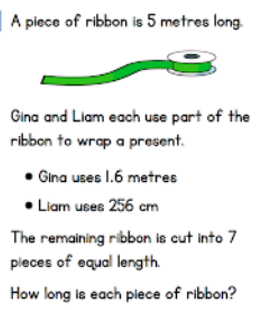 A piece of ribbon is 5 metres long.
Gina and Liam each use part of the
ribbon to wrap a present.
• Gina uses 1.6 metres
• Liam uses 256 cm
The remaining ribbon is cut into 7
pieces of equal length.
How long is each piece of ribbon?